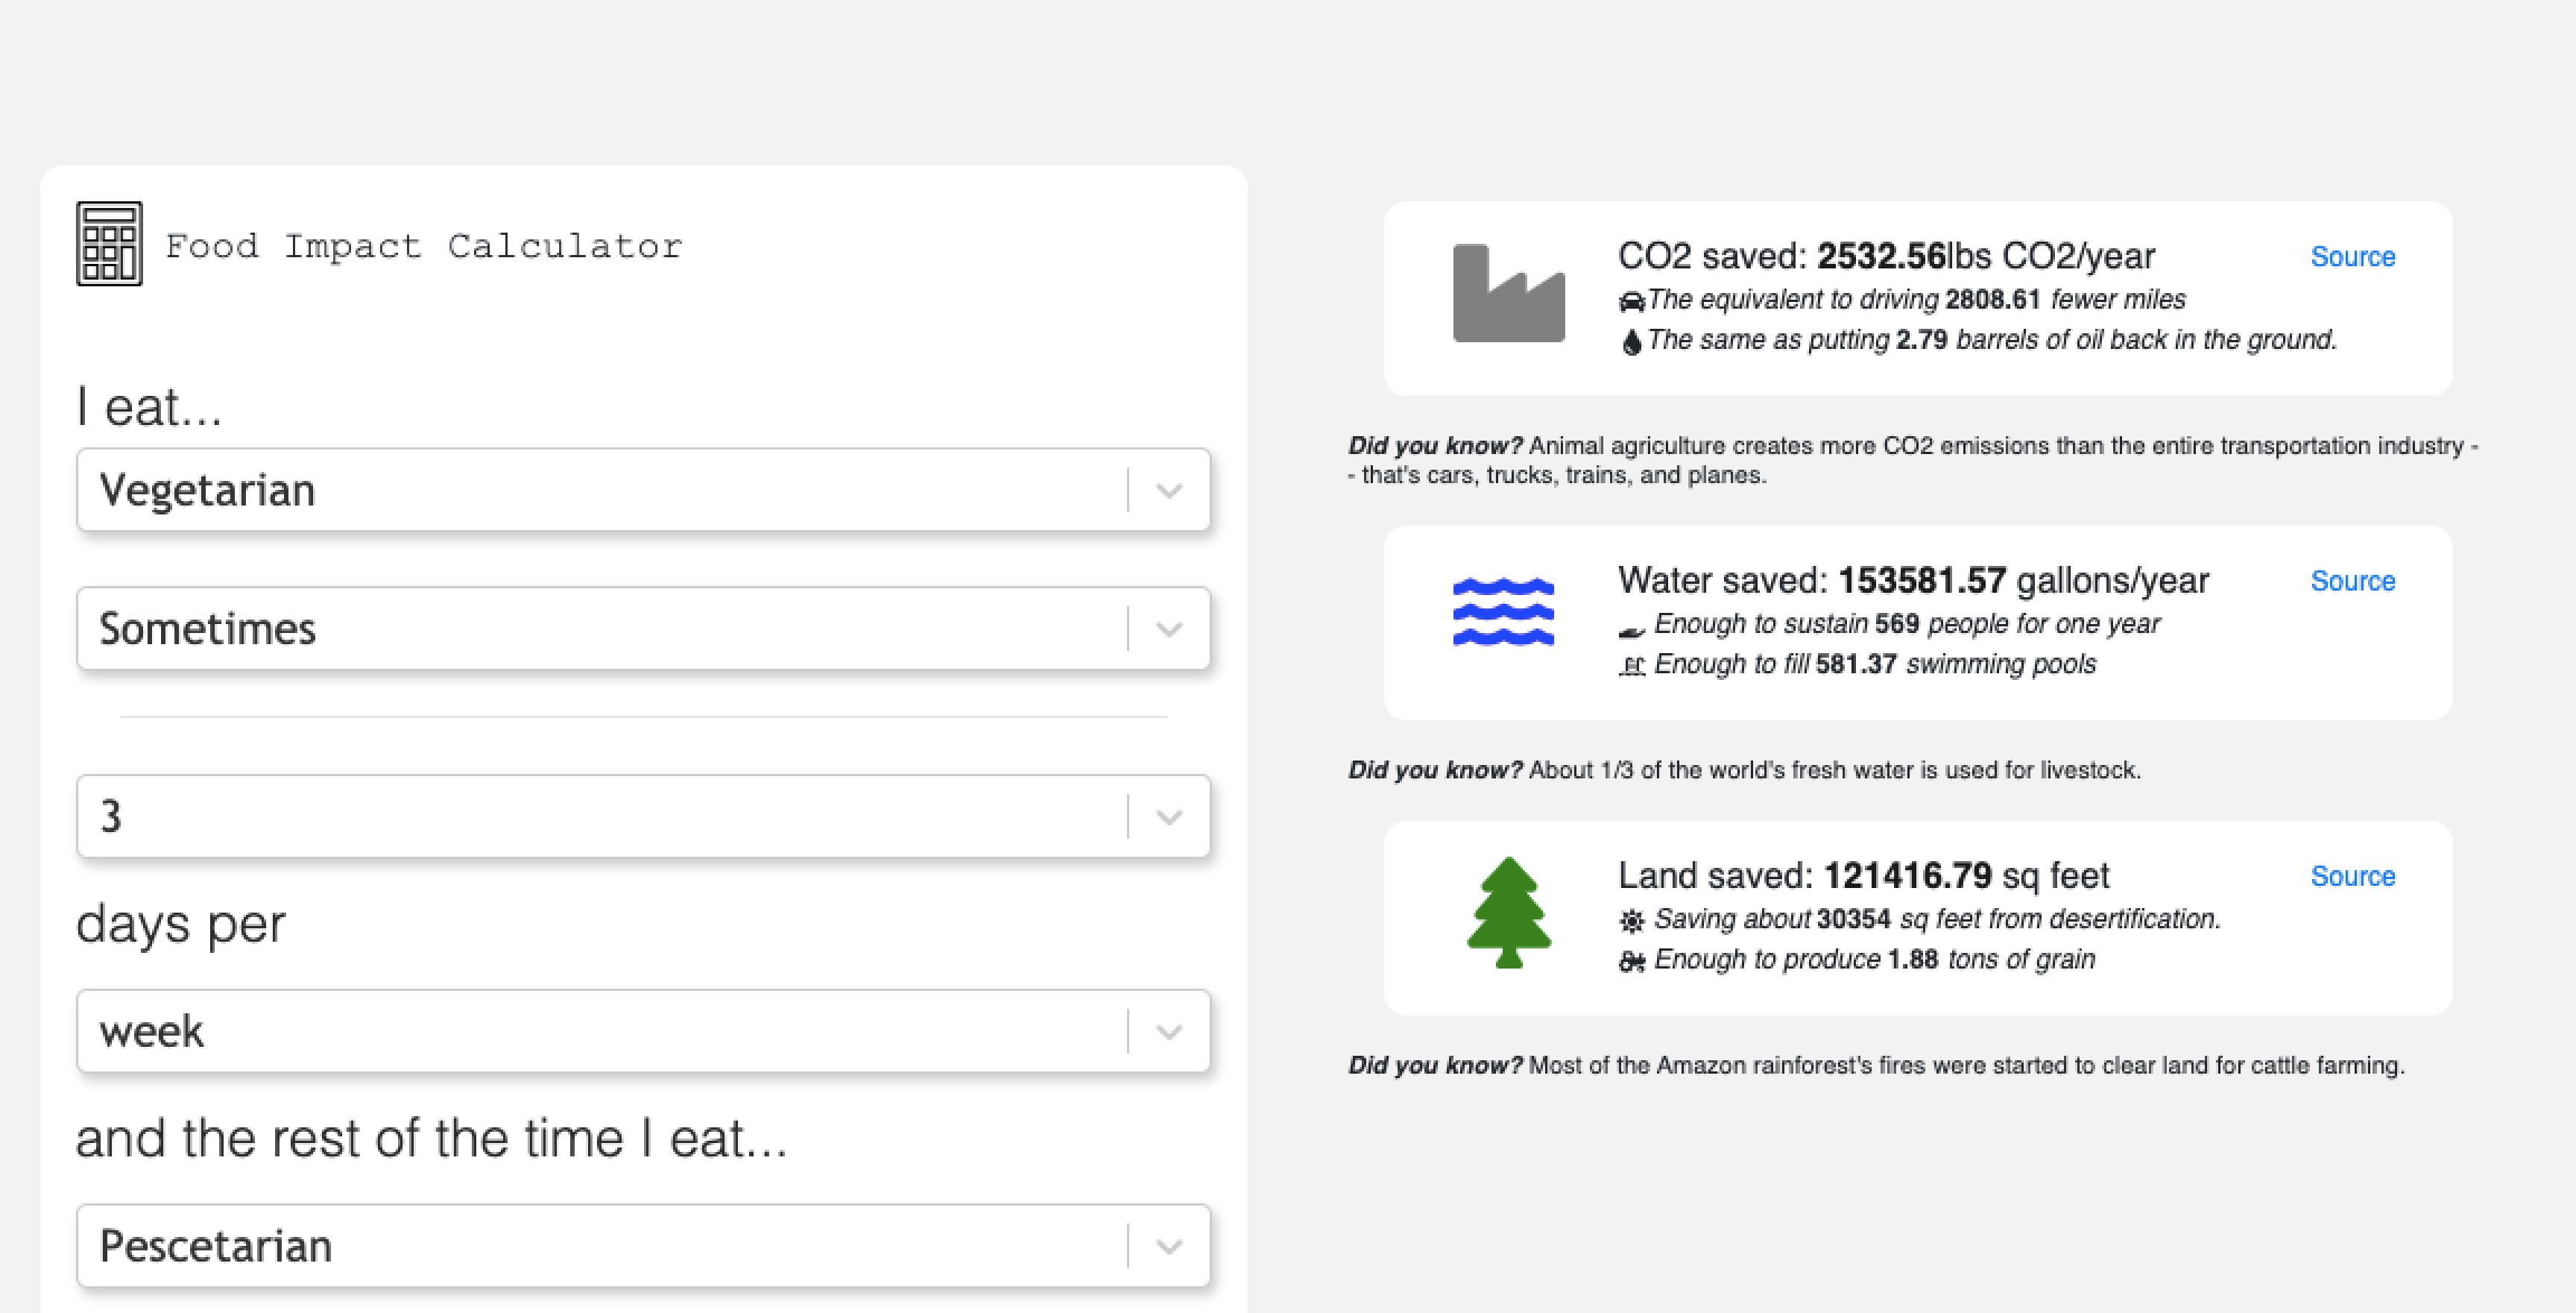 Food Impact Calculator
I eat...
Vegetarian
Sometimes
3
days per
week
and the rest of the time I eat...
Pescetarian
CO2 saved: 2532.56lbs CO2/year
Source
The equivalent to driving 2808.61 fewer miles
The same as putting 2.79 barrels of oil back in the ground.
Did you know? Animal agriculture creates more CO2 emissions than the entire transportation industry -
- that's cars, trucks, trains, and planes.
Water saved: 153581.57 gallons/year
Source
Enough to sustain 569 people for one year
Enough to fill 581.37 swimming pools
Did you know? About 1/3 of the world's fresh water is used for livestock.
Land saved: 121416.79 sq feet
Source
Saving about 30354 sq feet from desertification.
Enough to produce 1.88 tons of grain
Did you know? Most of the Amazon rainforest's fires were started to clear land for cattle farming.